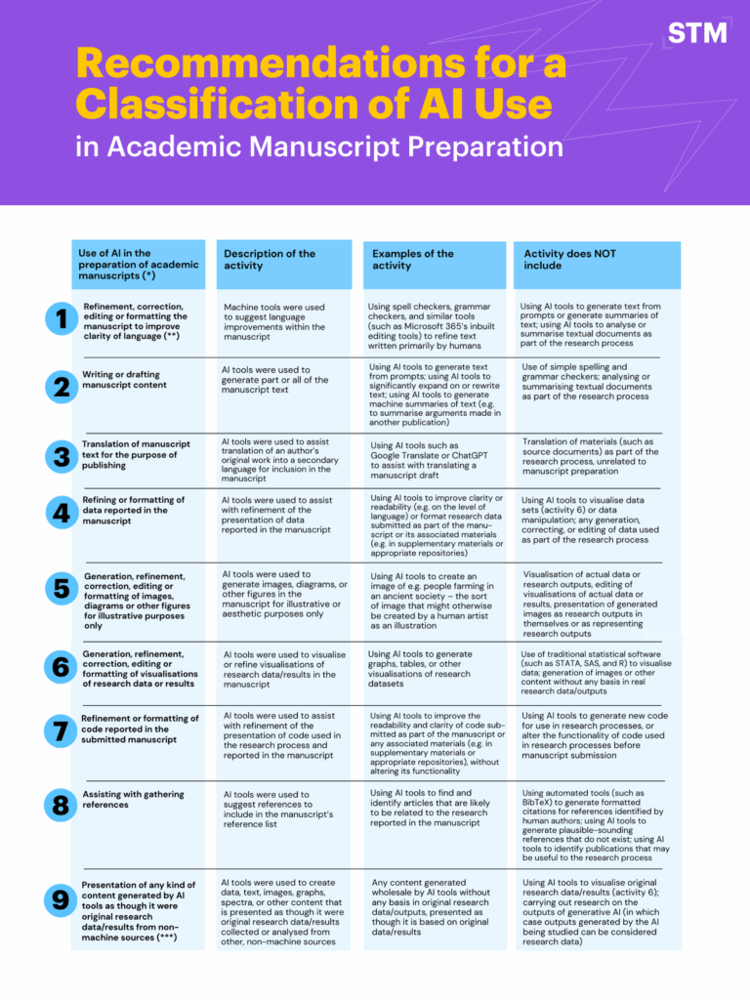 STM
Recommendations for a
Classification of AI Use
in Academic Manuscript Preparation
Use of AI in the
preparation of academic
manuscripts (*)
Description of the
activity
Examples of the
activity
Activity does NOT
include
1
Refinement, correction,
editing or formatting the
manuscript to improve
clarity of language (**)
Machine tools were used
to suggest language
improvements within the
manuscript
Using spell checkers, grammar
checkers, and similar tools
(such as Microsoft 365's inbuilt
editing tools) to refine text
written primarily by humans
Using AI tools to generate text from
prompts or generate summaries of
text; using AI tools to analyse or
summarise textual documents as
part of the research process
2
Writing or drafting
manuscript content
AI tools were used to
generate part or all of the
manuscript text
Using AI tools to generate text
from prompts; using AI tools to
significantly expand on or rewrite
text; using AI tools to generate
machine summaries of text (e.g.
to summarise arguments made in
another publication)
Use of simple spelling and
grammar checkers; analysing or
summarising textual documents
as part of the research process
3
Translation of manuscript
text for the purpose of
publishing
AI tools were used to assist
translation of an author's
original work into a secondary
language for inclusion in the
manuscript
Using AI tools such as
Google Translate or ChatGPT
to assist with translating a
manuscript draft
Translation of materials (such as
source documents) as part of the
research process, unrelated to
manuscript preparation
4
Refining or formatting of
data reported in the
manuscript
AI tools were used to assist
with refinement of the
presentation of data
reported in the manuscript
Using AI tools to improve clarity or
readability (e.g. on the level of
language) or format research data
submitted as part of the manu-
script or its associated materials
(e.g. in supplementary materials or
appropriate repositories)
Using AI tools to visualise data
sets (activity 6) or data
manipulation; any generation,
correcting, or editing of data used
as part of the research process
5
Generation, refinement,
correction, editing or
formatting of images,
diagrams or other figures
for illustrative purposes
only
AI tools were used to
generate images, diagrams, or
other figures in the
manuscript for illustrative or
aesthetic purposes only
Using AI tools to create an
image of e.g. people farming in
an ancient society – the sort
of image that might otherwise
be created by a human artist
as an illustration
Visualisation of actual data or
research outputs, editing of
visualisations of actual data or
results, presentation of generated
images as research outputs in
themselves or as representing
research outputs
6
Generation, refinement,
correction, editing or
formatting of visualisations
of research data or results
AI tools were used to visualise
or refine visualisations of
research data/results in the
manuscript
Using AI tools to generate
graphs, tables, or other
visualisations of research
datasets
Use of traditional statistical software
(such as STATA, SAS, and R) to visualise
data; generation of images or other
content without any basis in real
research data/outputs
7
Refinement or formatting of
code reported in the
submitted manuscript
AI tools were used to assist
with refinement of the
presentation of code used in
the research process and
reported in the manuscript
Using AI tools to improve the
readability and clarity of code sub-
mitted as part of the manuscript or
any associated materials (e.g. in
supplementary materials or
appropriate repositories), without
altering its functionality
Using AI tools to generate new code
for use in research processes, or
alter the functionality of code used
in research processes before
manuscript submission
8
Assisting with gathering
references
AI tools were used to
suggest references to
include in the manuscript's
reference list
Using AI tools to find and
identify articles that are likely
to be related to the research
reported in the manuscript
Using automated tools (such as
BibTeX) to generate formatted
citations for references identified by
human authors; using AI tools to
generate plausible-sounding
references that do not exist; using AI
tools to identify publications that may
be useful to the research process
9
Presentation of any kind of
content generated by AI
tools as though it were
original research
data/results from non-
machine sources (***)
AI tools were used to create
data, text, images, graphs,
spectra, or other content that
is presented as though it were
original research data/results
collected or analysed from
other, non-machine sources
Any content generated
wholesale by AI tools without
any basis in original research
data/outputs, presented as
though it is based on original
data/results
Using AI tools to visualise original
research data/results (activity 6);
carrying out research on the
outputs of generative AI (in which
case outputs generated by the AI
being studied can be considered
research data)